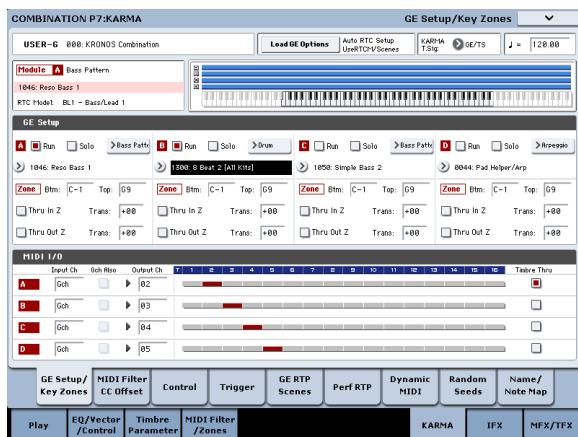 COMBINATION P7:KARMA GE Setup/Key Zones
USER-G 000: KRONOS Combination Load GE Options Auto RTC Setup UseRTCM/Scenes KARMA T.Sig: GE/TS ♩ = 120.00
Module A Bass Pattern
1046: Reso Bass 1
RTC Model: BL1 - Bass/Lead 1
A
B
C
D
GE Setup
A Run Solo Bass Patte B Run Solo Drum C Run Solo Bass Patte D Run Solo Arpeggio
1046: Reso Bass 1 1300: 8 Beat 2 [All Kits] 1050: Simple Bass 2 0044: Pad Helper/Arp
Zone Btm: C-1 Top: G9 Zone Btm: C-1 Top: G9 Zone Btm: C-1 Top: G9 Zone Btm: C-1 Top: G9
Thru In Z Trans: +00 Thru In Z Trans: +00 Thru In Z Trans: +00 Thru In Z Trans: +00
Thru Out Z Trans: +00 Thru Out Z Trans: +00 Thru Out Z Trans: +00 Thru Out Z Trans: +00
MIDI I/O
Input Ch Gch Also Output Ch T 1 2 3 4 5 6 7 8 9 10 11 12 13 14 15 16 Timbre Thru
A Gch 02
B Gch 03
C Gch 04
D Gch 05
GE Setup/ Key Zones MIDI Filter CC Offset Control Trigger GE RTP Scenes Perf RTP Dynamic MIDI Random Seeds Name/ Note Map
Play EQ/Vector /Control Timbre Parameter MIDI Filter /Zones KARMA IFX MFX/TFX